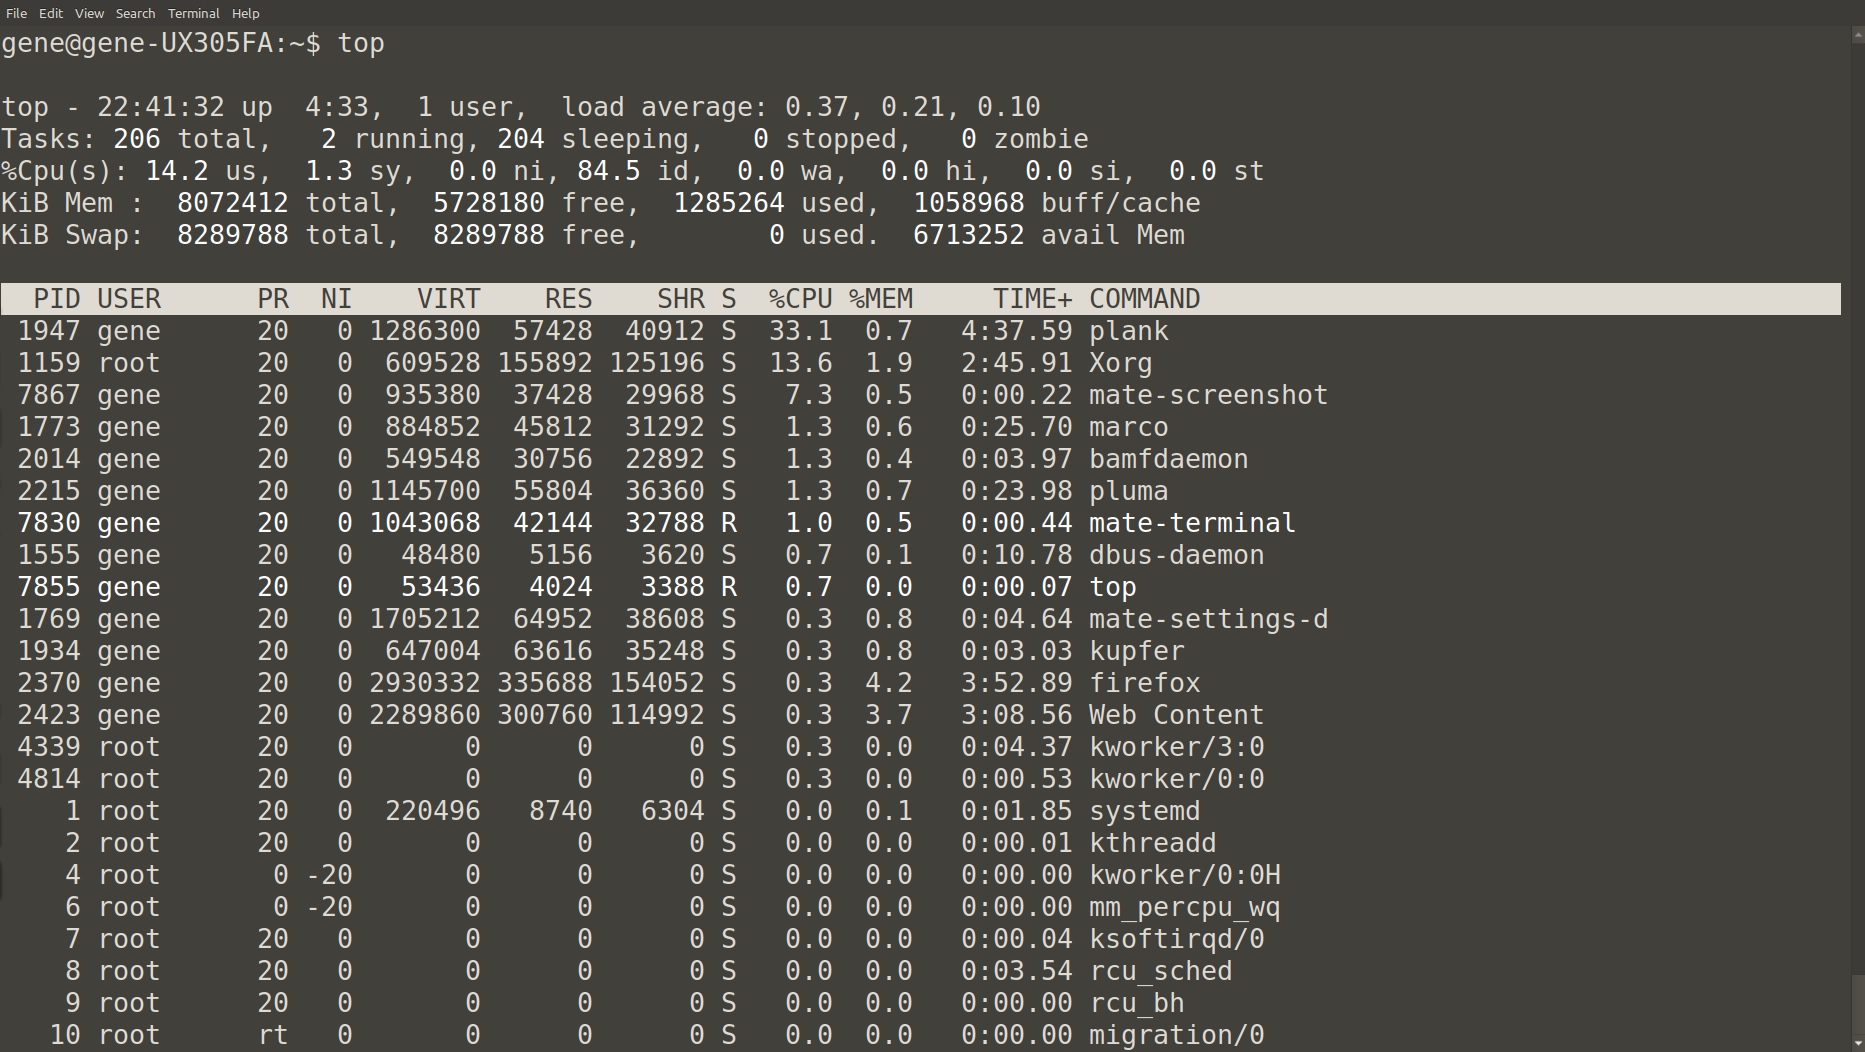 File Edit View Search Terminal Help
gene@gene-UX305FA:~$ top
top - 22:41:32 up  4:33,  1 user,  load average: 0.37, 0.21, 0.10
Tasks: 206 total,   2 running, 204 sleeping,   0 stopped,   0 zombie
%Cpu(s): 14.2 us,  1.3 sy,  0.0 ni, 84.5 id,  0.0 wa,  0.0 hi,  0.0 si,  0.0 st
KiB Mem :  8072412 total,  5728180 free,  1285264 used,  1058968 buff/cache
KiB Swap:  8289788 total,  8289788 free,        0 used.  6713252 avail Mem
  PID USER      PR  NI    VIRT    RES    SHR S  %CPU %MEM     TIME+ COMMAND
 1947 gene      20   0 1286300  57428  40912 S  33.1  0.7   4:37.59 plank
 1159 root      20   0  609528 155892 125196 S  13.6  1.9   2:45.91 Xorg
 7867 gene      20   0  935380  37428  29968 S   7.3  0.5   0:00.22 mate-screenshot
 1773 gene      20   0  884852  45812  31292 S   1.3  0.6   0:25.70 marco
 2014 gene      20   0  549548  30756  22892 S   1.3  0.4   0:03.97 bamfdaemon
 2215 gene      20   0 1145700  55804  36360 S   1.3  0.7   0:23.98 pluma
 7830 gene      20   0 1043068  42144  32788 R   1.0  0.5   0:00.44 mate-terminal
 1555 gene      20   0   48480   5156   3620 S   0.7  0.1   0:10.78 dbus-daemon
 7855 gene      20   0   53436   4024   3388 R   0.7  0.0   0:00.07 top
 1769 gene      20   0 1705212  64952  38608 S   0.3  0.8   0:04.64 mate-settings-d
 1934 gene      20   0  647004  63616  35248 S   0.3  0.8   0:03.03 kupfer
 2370 gene      20   0 2930332 335688 154052 S   0.3  4.2   3:52.89 firefox
 2423 gene      20   0 2289860 300760 114992 S   0.3  3.7   3:08.56 Web Content
 4339 root      20   0       0      0      0 S   0.3  0.0   0:04.37 kworker/3:0
 4814 root      20   0       0      0      0 S   0.3  0.0   0:00.53 kworker/0:0
    1 root      20   0  220496   8740   6304 S   0.0  0.1   0:01.85 systemd
    2 root      20   0       0      0      0 S   0.0  0.0   0:00.01 kthreadd
    4 root       0 -20       0      0      0 S   0.0  0.0   0:00.00 kworker/0:0H
    6 root       0 -20       0      0      0 S   0.0  0.0   0:00.00 mm_percpu_wq
    7 root      20   0       0      0      0 S   0.0  0.0   0:00.04 ksoftirqd/0
    8 root      20   0       0      0      0 S   0.0  0.0   0:03.54 rcu_sched
    9 root      20   0       0      0      0 S   0.0  0.0   0:00.00 rcu_bh
   10 root      rt   0       0      0      0 S   0.0  0.0   0:00.00 migration/0